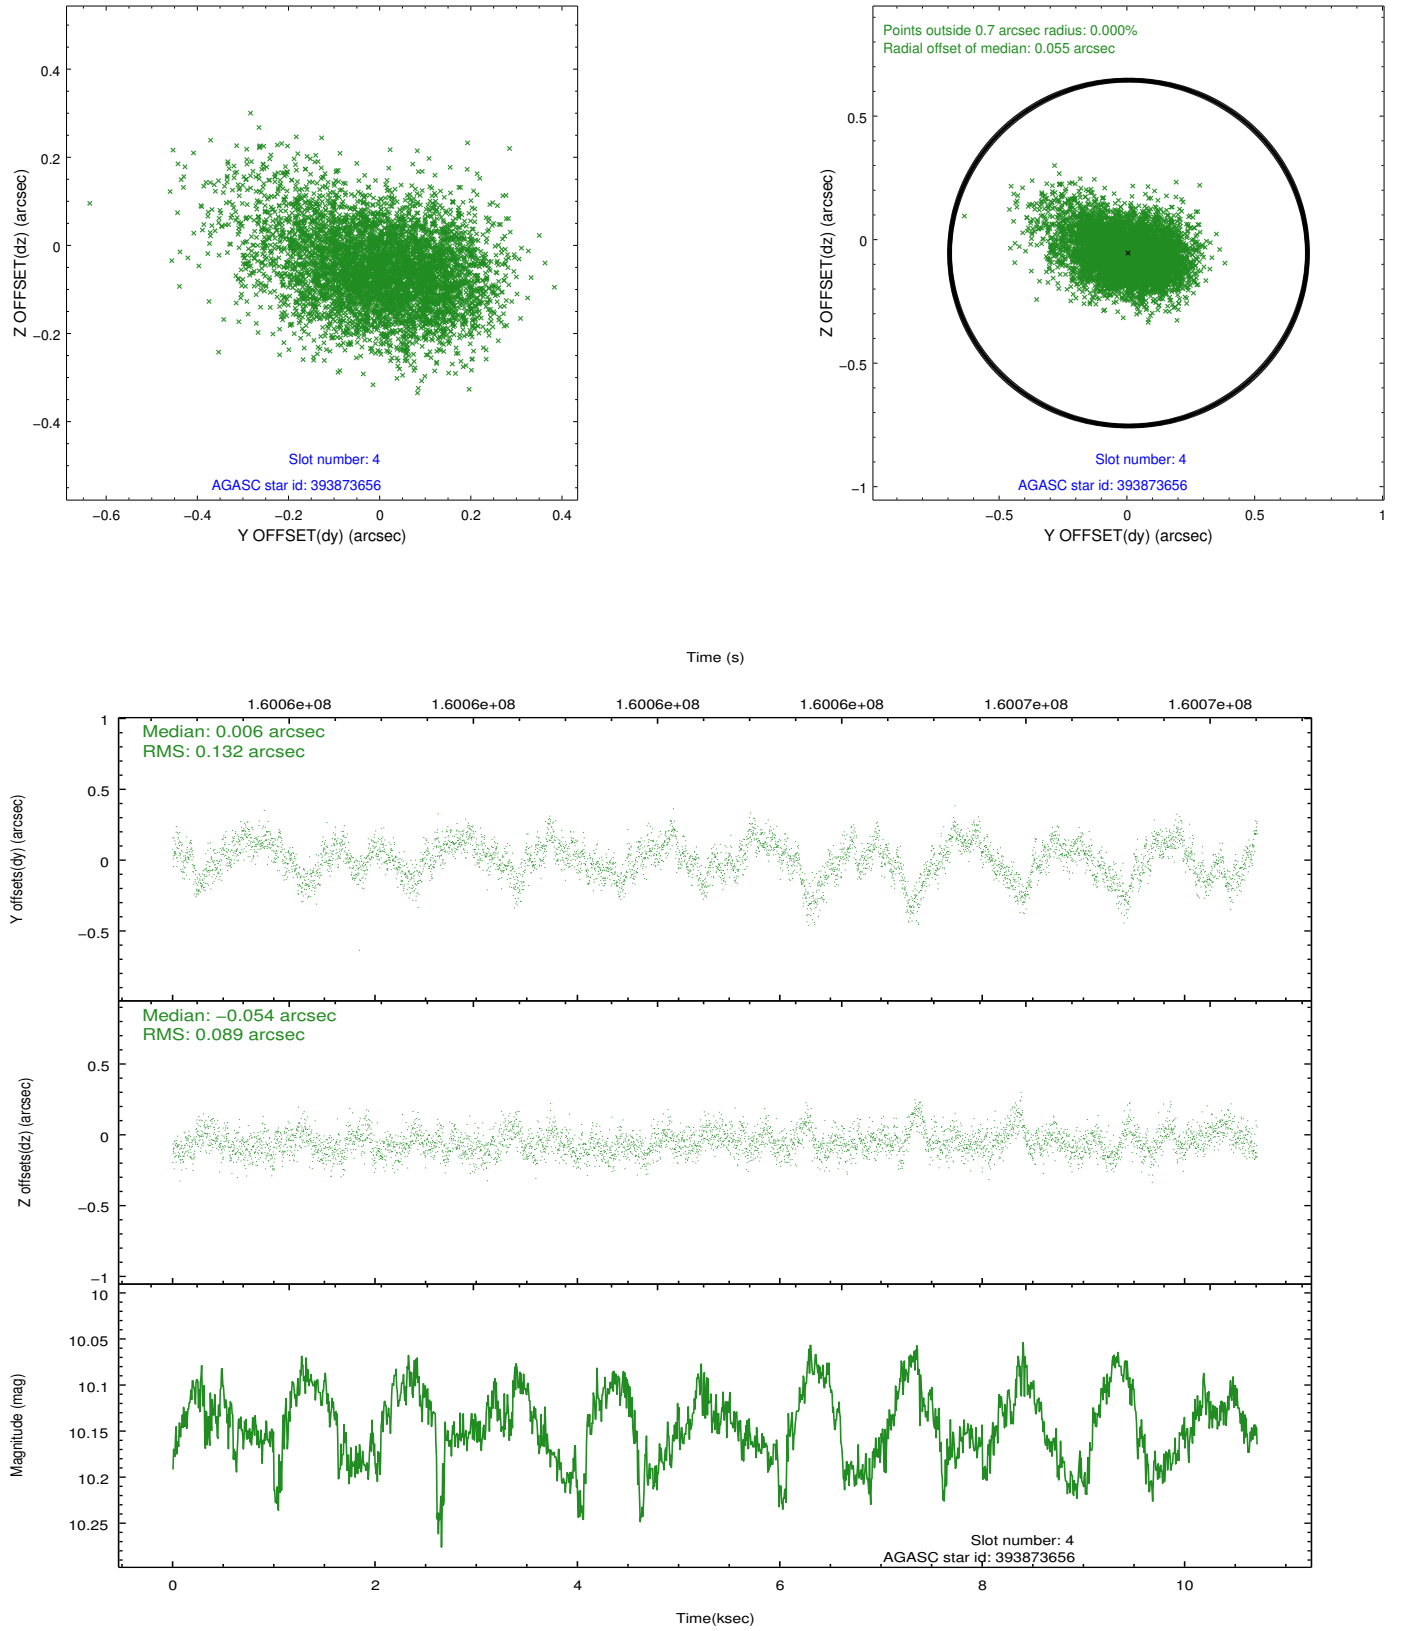 0.4
0.2
0
−0.2
−0.4
Z OFFSET(dz) (arcsec)
Slot number: 4
AGASC star id: 393873656
−0.6 −0.4 −0.2 0 0.2 0.4
Y OFFSET(dy) (arcsec)
Points outside 0.7 arcsec radius: 0.000%
Radial offset of median: 0.055 arcsec
0.5
0
−0.5
−1
Z OFFSET(dz) (arcsec)
Slot number: 4
AGASC star id: 393873656
−0.5 0 0.5 1
Y OFFSET(dy) (arcsec)
Time (s)
1.6006e+08 1.6006e+08 1.6006e+08 1.6006e+08 1.6007e+08 1.6007e+08
Median: 0.006 arcsec
RMS: 0.132 arcsec
1
0.5
0
−0.5
Y offsets(dy) (arcsec)
Median: −0.054 arcsec
RMS: 0.089 arcsec
0.5
0
−0.5
−1
Z offsets(dz) (arcsec)
10
10.05
10.1
10.15
10.2
10.25
Magnitude (mag)
Slot number: 4
AGASC star id: 393873656
0 2 4 6 8 10
Time(ksec)